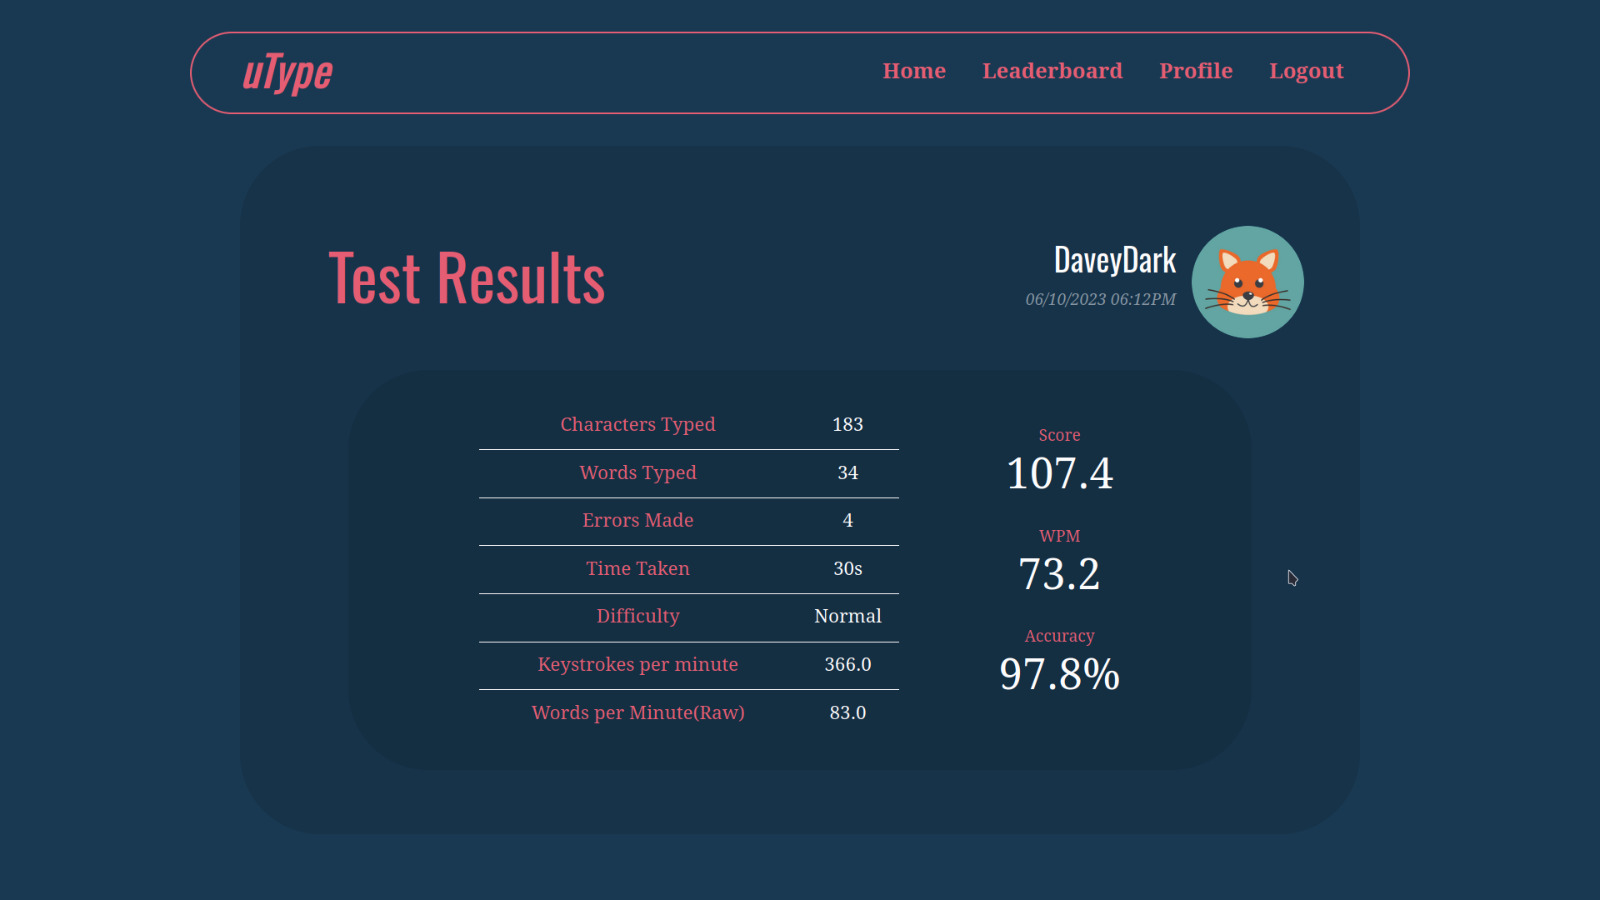 uType
Home Leaderboard Profile Logout
Test Results
DaveyDark
06/10/2023 06:12PM
Characters Typed 183
Words Typed 34
Errors Made 4
Time Taken 30s
Difficulty Normal
Keystrokes per minute 366.0
Words per Minute(Raw) 83.0
Score
107.4
WPM
73.2
Accuracy
97.8%